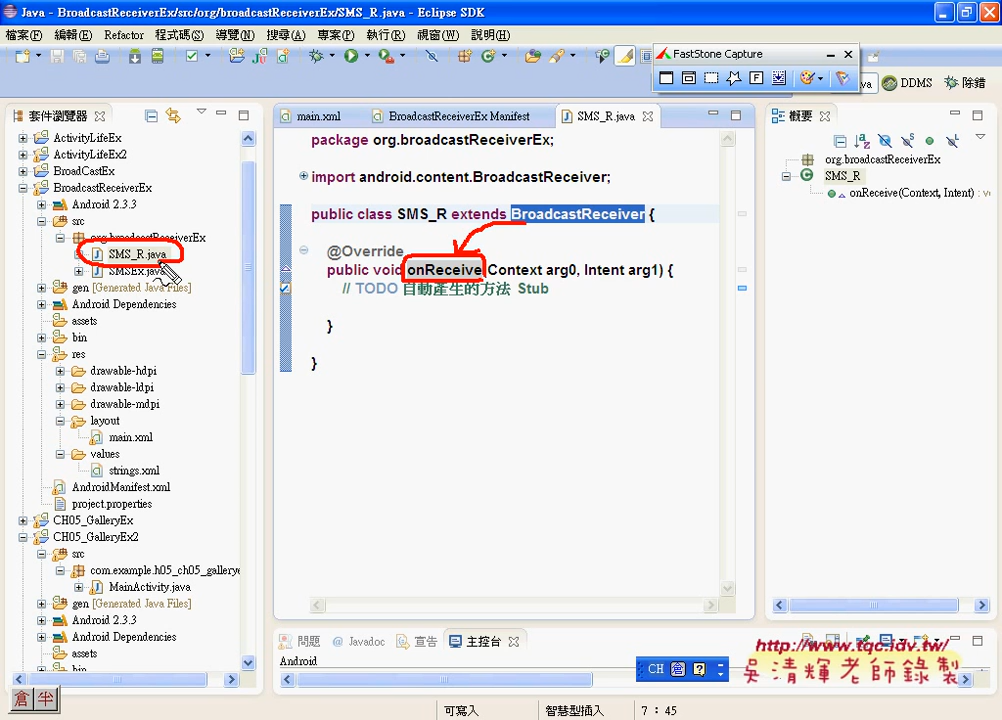 Java - BroadcastReceiverEx/src/org/broadcastReceiverEx/SMS_R.java - Eclipse SDK
檔案(F) 編輯(E) Refactor 程式碼(S) 導覽(N) 搜尋(A) 專案(P) 執行(R) 視窗(W) 說明(H)
FastStone Capture
DDMS 除錯
套件瀏覽器
ActivityLifeEx
ActivityLifeEx2
BroadCastEx
BroadcastReceiverEx
Android 2.3.3
src
org.broadcastReceiverEx
SMS_R.java
SMSEx.java
gen [Generated Java Files]
Android Dependencies
assets
bin
res
drawable-hdpi
drawable-ldpi
drawable-mdpi
layout
main.xml
values
strings.xml
AndroidManifest.xml
project.properties
CH05_GalleryEx
CH05_GalleryEx2
src
com.example.h05_ch05_gallerye
MainActivity.java
gen [Generated Java Files]
Android 2.3.3
Android Dependencies
assets
bin
main.xml BroadcastReceiverEx Manifest SMS_R.java
package org.broadcastReceiverEx;
import android.content.BroadcastReceiver;
public class SMS_R extends BroadcastReceiver {
@Override
public void onReceive(Context arg0, Intent arg1) {
// TODO 自動產生的方法 Stub
}
}
概要
org.broadcastReceiverEx
SMS_R
onReceive(Context, Intent) : v
問題 Javadoc 宣告 主控台
Android
CH 倉
http://www.tqc.idv.tw/
吳清輝老師錄製
倉 半
可寫入 智慧型插入 7 : 45